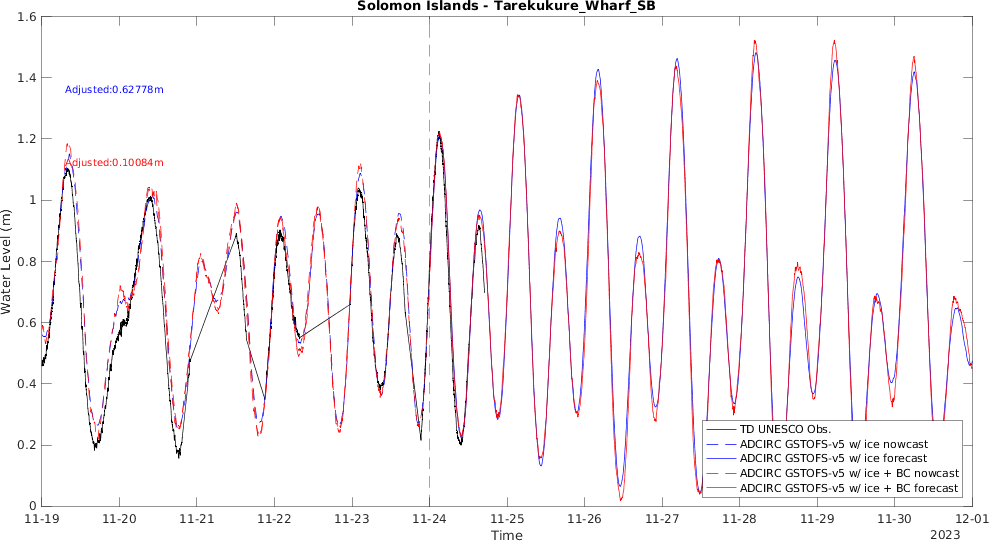 Solomon Islands - Tarekukure_Wharf_SB
1.6
1.4
1.2
1
0.8
0.6
0.4
0.2
0
Water Level (m)
Adjusted:0.62778m
Adjusted:0.10084m
TD UNESCO Obs.
ADCIRC GSTOFS-v5 w/ ice nowcast
ADCIRC GSTOFS-v5 w/ ice forecast
ADCIRC GSTOFS-v5 w/ ice + BC nowcast
ADCIRC GSTOFS-v5 w/ ice + BC forecast
11-19 11-20 11-21 11-22 11-23 11-24 11-25 11-26 11-27 11-28 11-29 11-30 12-01
Time
2023